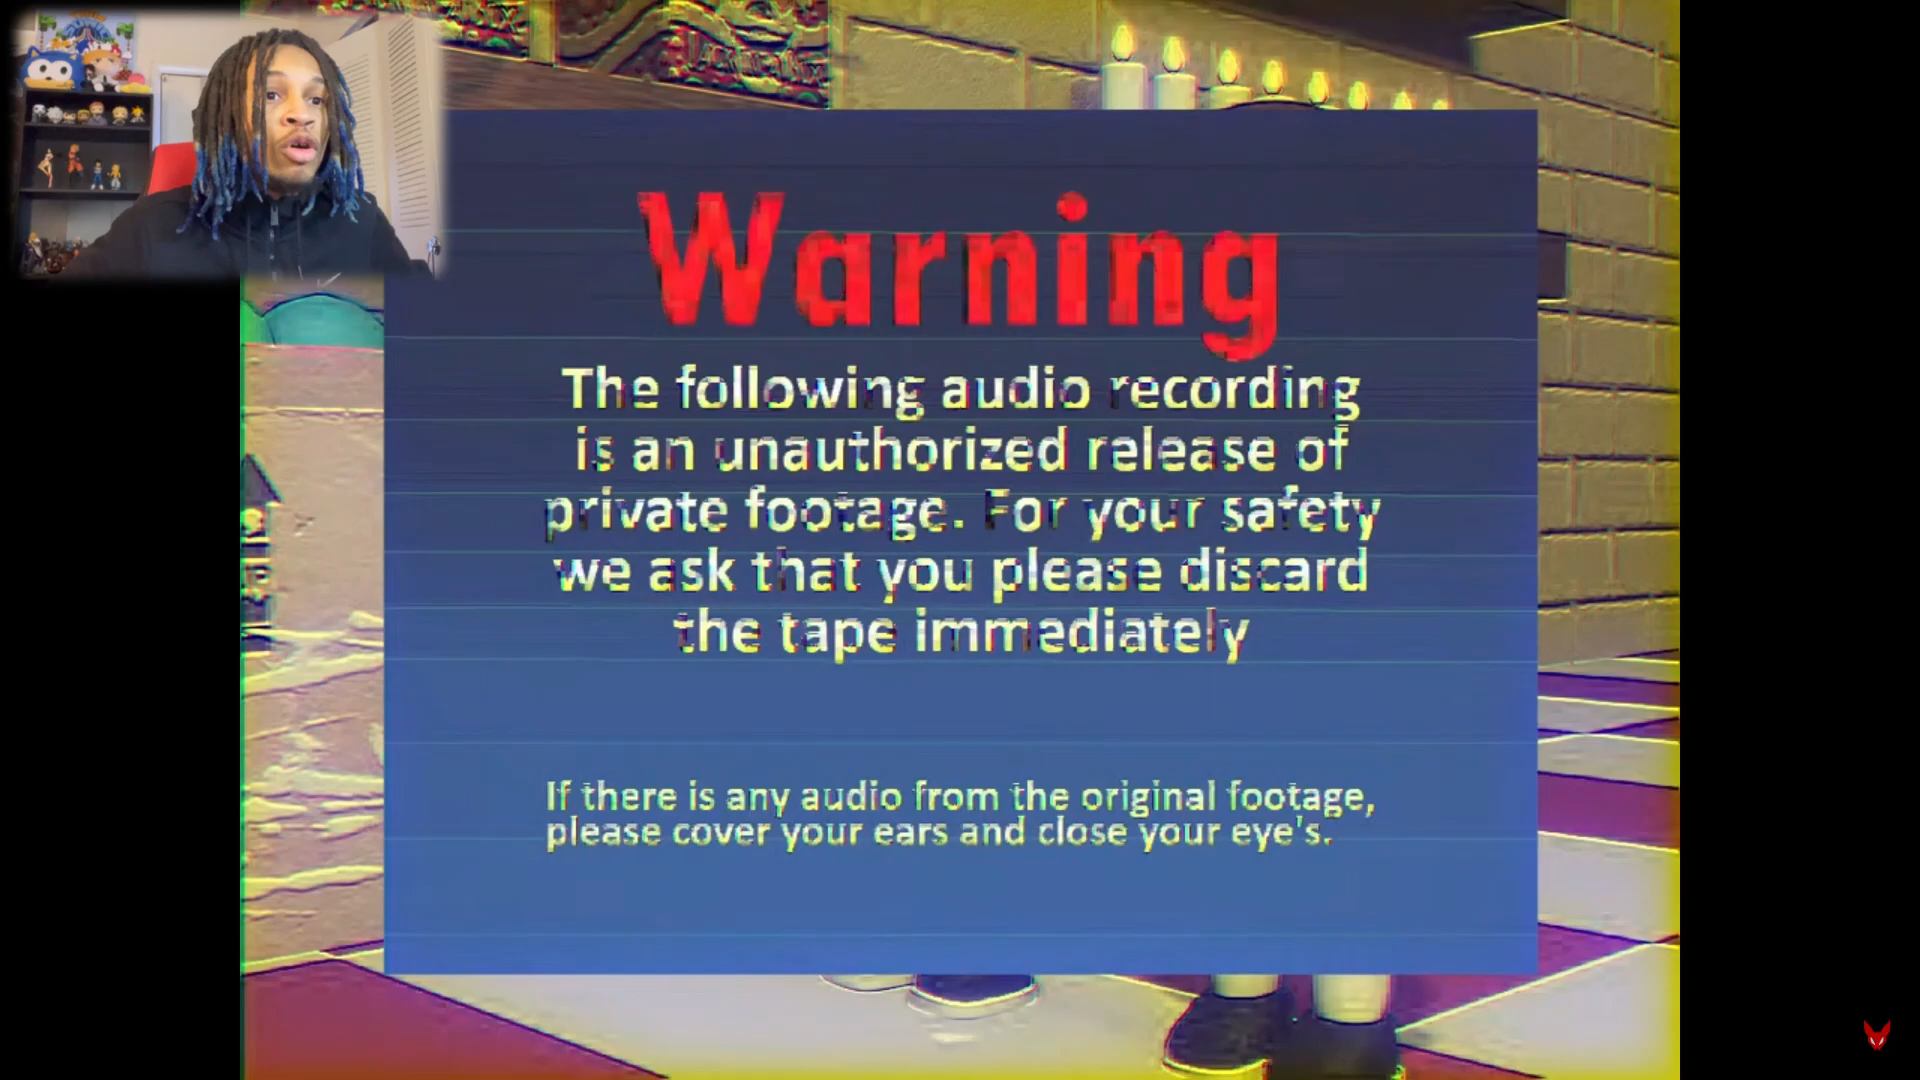 Warning
The following audio recording
is an unauthorized release of
private footage. For your safety
we ask that you please discard
the tape immediately
If there is any audio from the original footage,
please cover your ears and close your eye's.